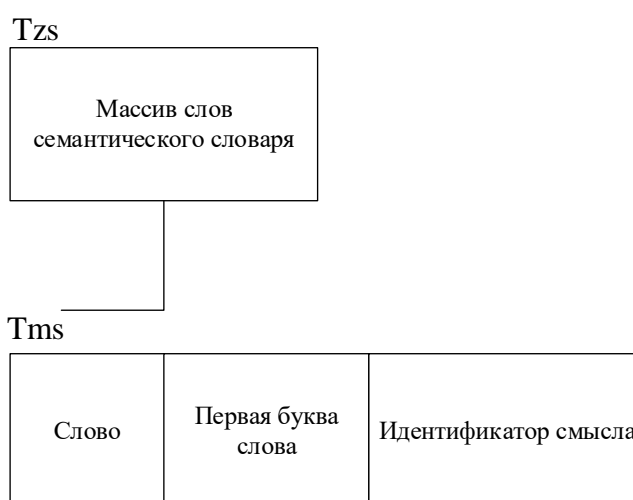 Tzs
Массив слов
семантического словаря
Tms
Слово
Первая буква
слова
Идентификатор смысла